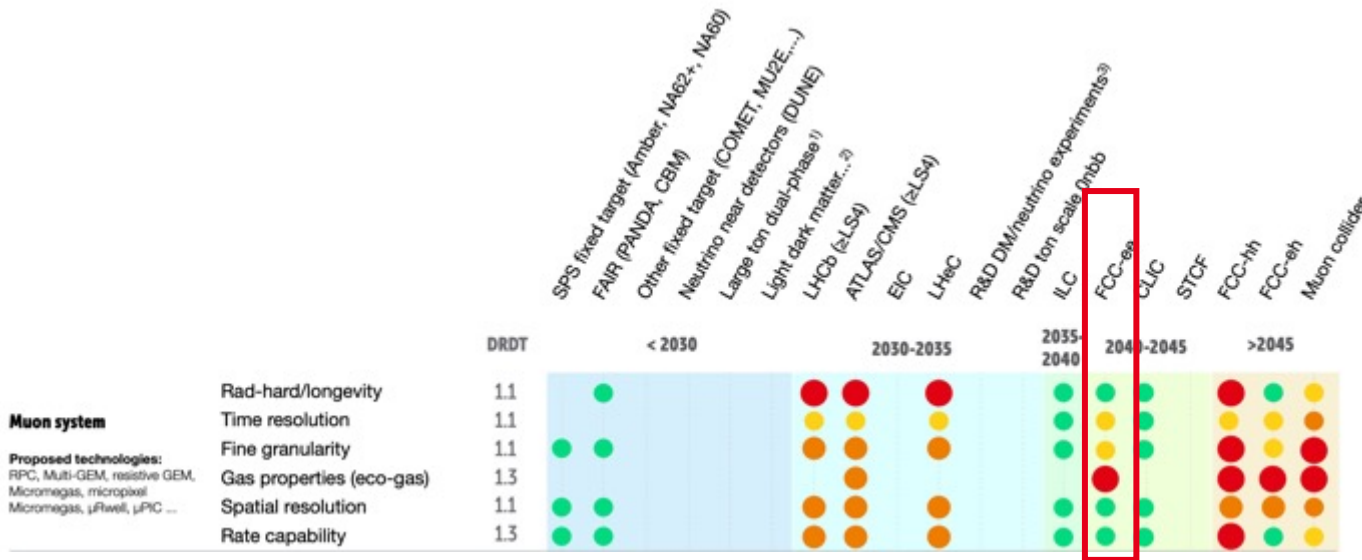 SPS fixed target (Amber, NA62+, NA60)
FAIR (PANDA, CBM)
Other fixed target (COMET, MU2E,...)
Neutrino near detectors (DUNE)
Large ton dual-phase¹⁾
Light dark matter...²⁾
LHCb (≥LS4)
ATLAS/CMS (≥LS4)
EIC
LHeC
R&D DM/neutrino experiments³⁾
R&D ton scale 0nbb
ILC
FCC-ee
CLIC
STCF
FCC-hh
FCC-eh
Muon collider
DRDT
< 2030
2030-2035
2035-
2040
2040-2045
>2045
Rad-hard/longevity 1.1
Muon system
Time resolution 1.1
Fine granularity 1.1
Proposed technologies:
RPC, Multi-GEM, resistive GEM,
Gas properties (eco-gas) 1.3
Micromegas, micropixel
Micromegas, µRwell, µPIC ...
Spatial resolution 1.1
Rate capability 1.3